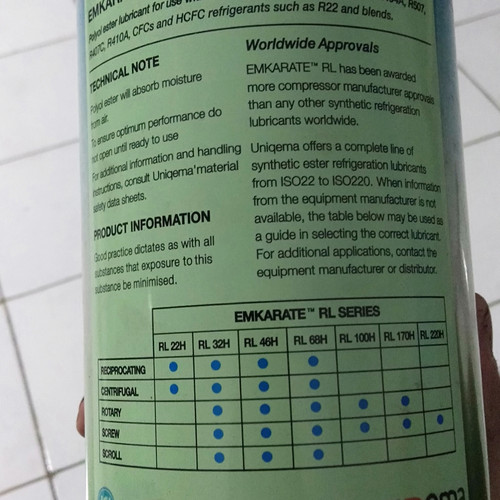 EMKARA
Polyol ester lubricant for use
R507,
R407C, R410A, CFCs and HCFC refrigerants such as R22 and blends.
TECHNICAL NOTE
Polyol ester will absorb moisture
from air.
To ensure optimum performance do
not open until ready to use
For additional information and handling
instructions, consult Uniqema' material
safety data sheets.
PRODUCT INFORMATION
Good practice dictates as with all
substances that exposure to this
substance be minimised.
Worldwide Approvals
EMKARATE™ RL has been awarded
more compressor manufacturer approvals
than any other synthetic refrigeration
lubricants worldwide.
Uniqema offers a complete line of
synthetic ester refrigeration lubricants
from ISO22 to ISO220. When information
from the equipment manufacturer is not
available, the table below may be used as
a guide in selecting the correct lubricant.
For additional applications, contact the
equipment manufacturer or distributor.
EMKARATE™ RL SERIES
RL 22H RL 32H RL 46H RL 68H RL 100H RL 170H RL 220H
RECIPROCATING
CENTRIFUGAL
ROTARY
SCREW
SCROLL